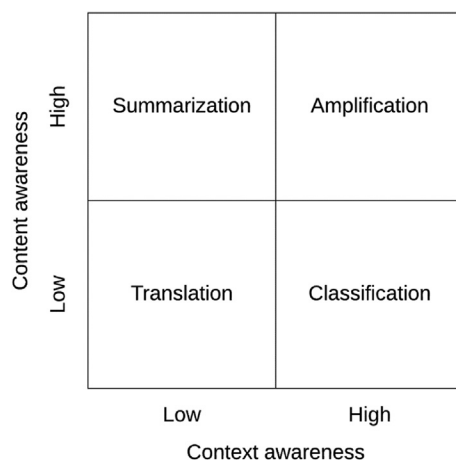 Content awareness
High
Summarization
Amplification
Low
Translation
Classification
Low
High
Context awareness